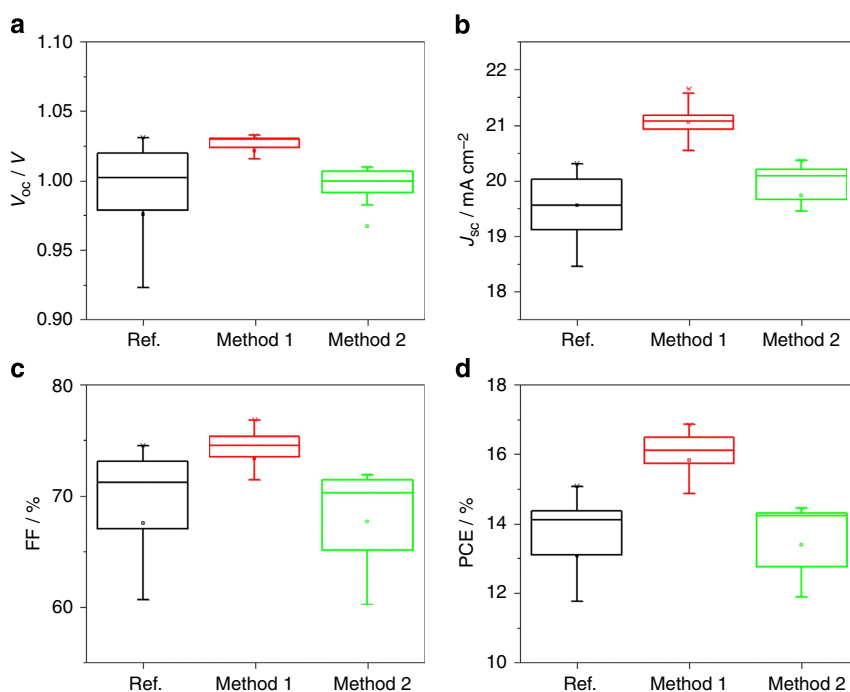 a
1.10
1.05
1.00
0.95
0.90
Voc / V
Ref. Method 1 Method 2
b
22
21
20
19
18
Jsc / mA cm−2
Ref. Method 1 Method 2
c
80
70
60
FF / %
Ref. Method 1 Method 2
d
18
16
14
12
10
PCE / %
Ref. Method 1 Method 2